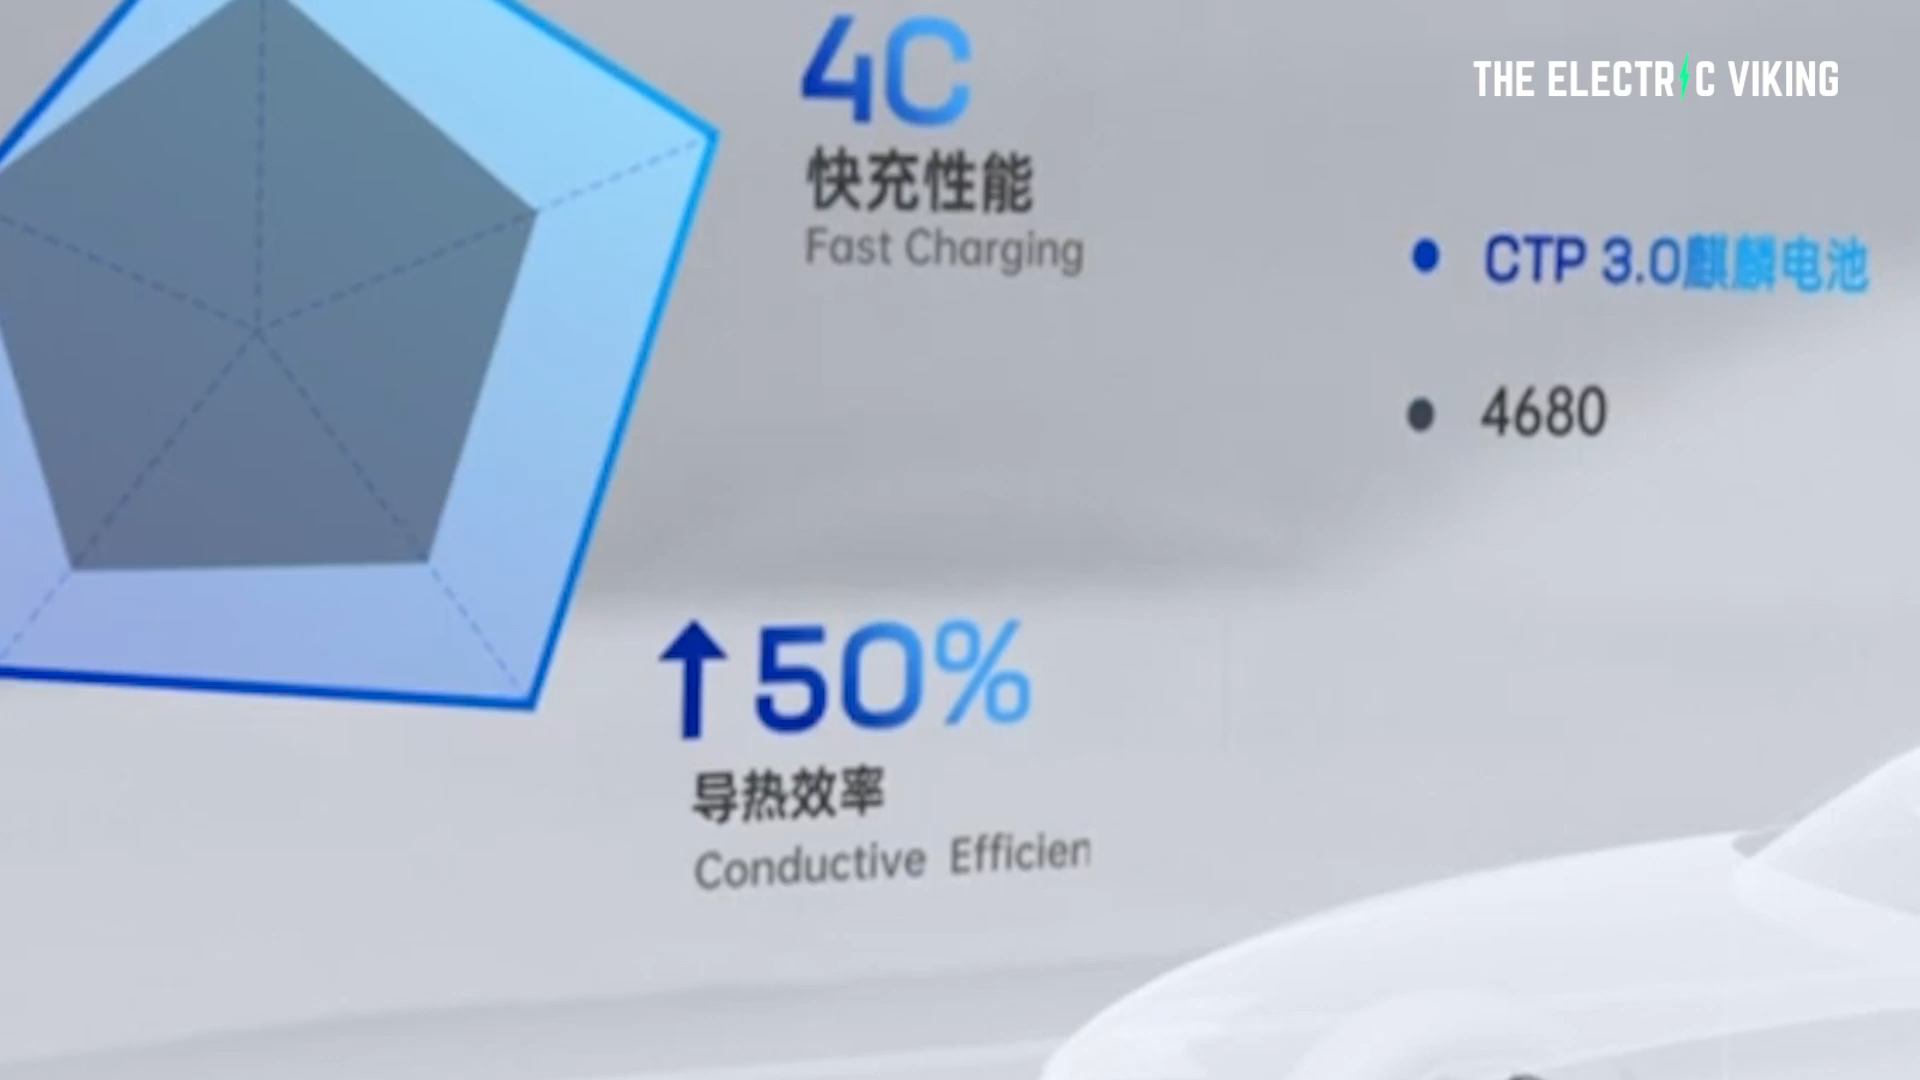 THE ELECTRIC VIKING
4C
快充性能
Fast Charging
CTP 3.0麒麟电池
4680
↑50%
导热效率
Conductive Efficien